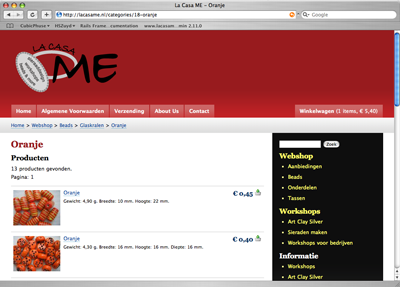 La Casa ME - Oranje
http://lacasame.nl/categories/18-oranje
Google
CubicPhase HSZuyd Rails Frame...cumentation www.lacasam... min 2.11.0
LA CASA
ME
Home Algemene Voorwaarden Verzending About Us Contact Winkelwagen (1 items, € 5,40)
Home > Webshop > Beads > Glaskralen > Oranje
Oranje
Producten
13 producten gevonden.
Pagina: 1
Oranje € 0,45
Gewicht: 4,90 g. Breedte: 10 mm. Hoogte: 22 mm.
Oranje € 0,40
Gewicht: 4,30 g. Breedte: 16 mm. Hoogte: 16 mm. Diepte: 16 mm.
Zoek
Webshop
Aanbiedingen
Beads
Onderdelen
Tassen
Workshops
Art Clay Silver
Sieraden maken
Workshops voor bedrijven
Informatie
Workshops
Art Clay Silver